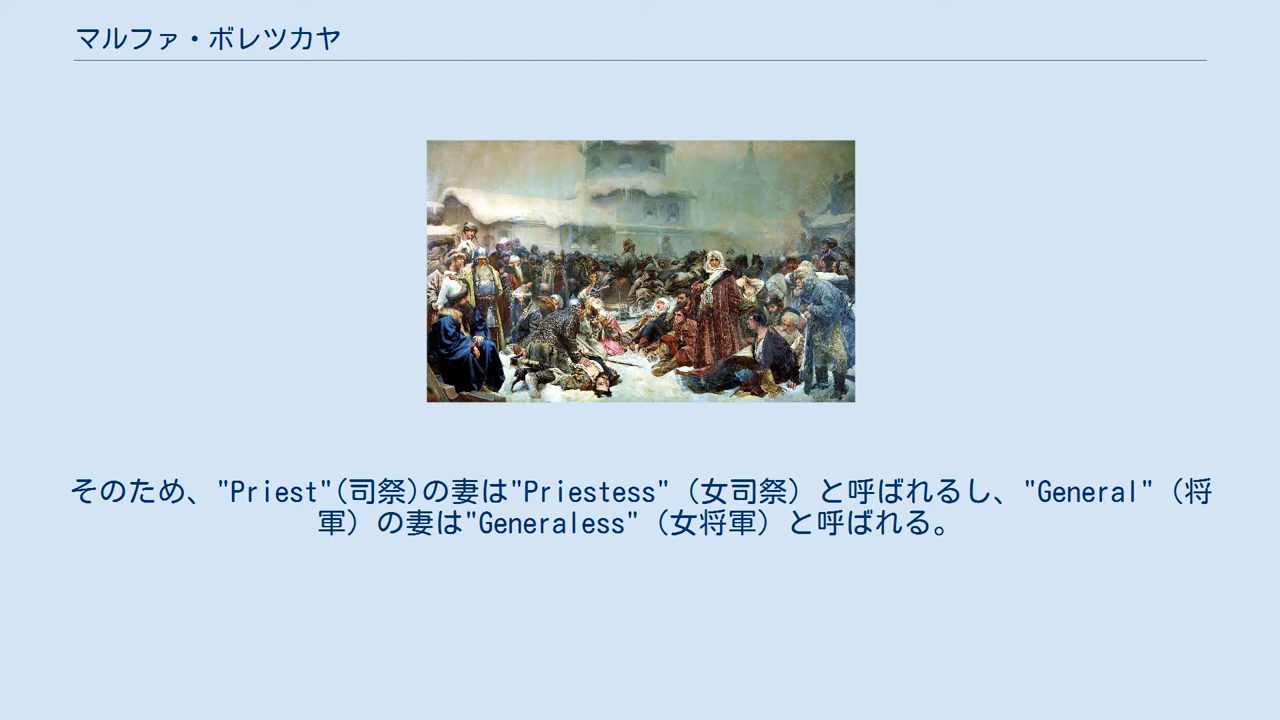 マルファ・ボレツカヤ
そのため、"Priest"(司祭)の妻は"Priestess"（女司祭）と呼ばれるし、"General"（将
軍）の妻は"Generaless"（女将軍）と呼ばれる。